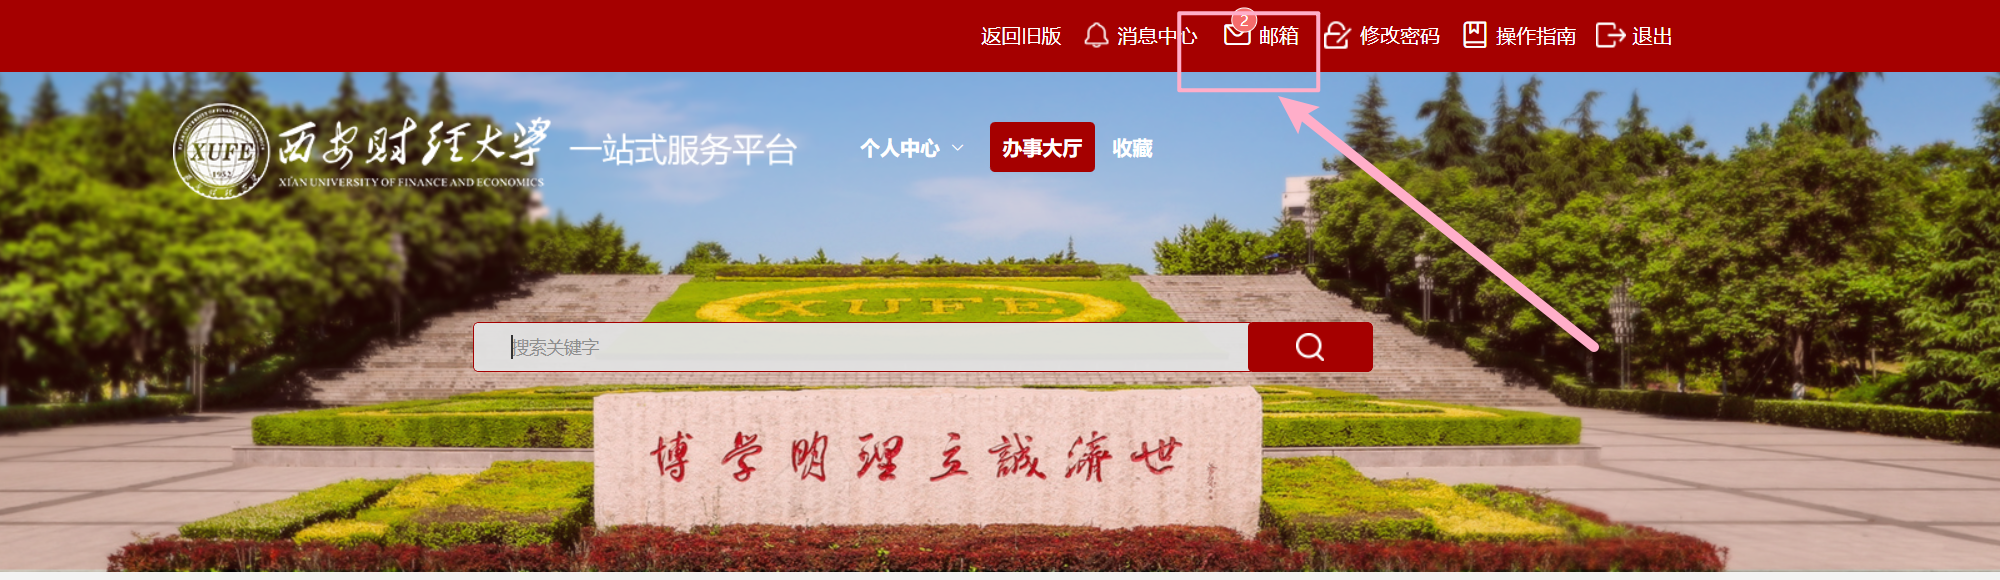 返回旧版 消息中心 2 邮箱 修改密码 操作指南 退出
XUFE
1952
西安财经大学
XI'AN UNIVERSITY OF FINANCE AND ECONOMICS
一站式服务平台
个人中心 办事大厅 收藏
XUFE
搜索关键字
博学明理立誠濟世